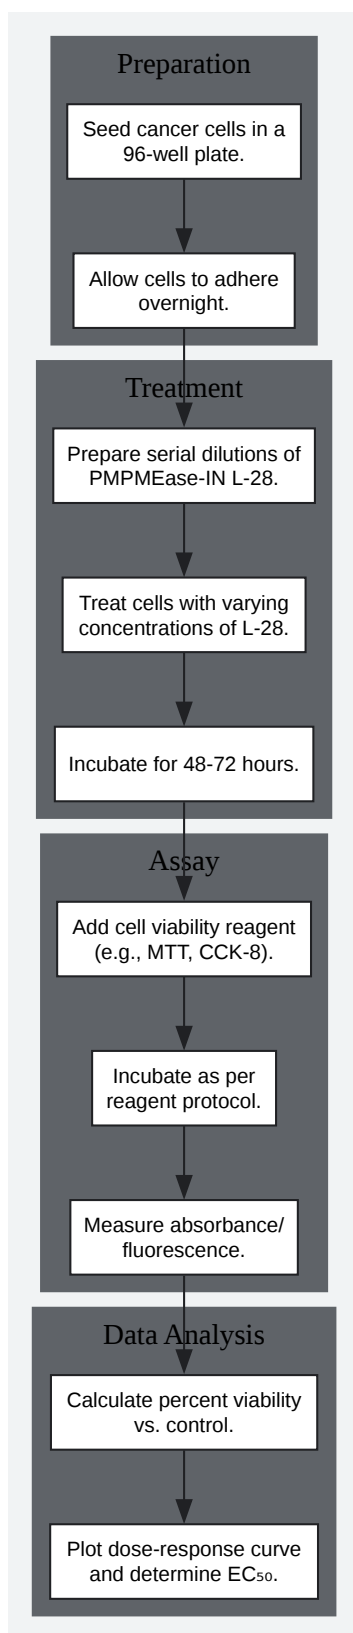 Preparation
Seed cancer cells in a
96-well plate.
Allow cells to adhere
overnight.
Treatment
Prepare serial dilutions of
PMPMEase-IN L-28.
Treat cells with varying
concentrations of L-28.
Incubate for 48-72 hours.
Assay
Add cell viability reagent
(e.g., MTT, CCK-8).
Incubate as per
reagent protocol.
Measure absorbance/
fluorescence.
Data Analysis
Calculate percent viability
vs. control.
Plot dose-response curve
and determine EC₅₀.